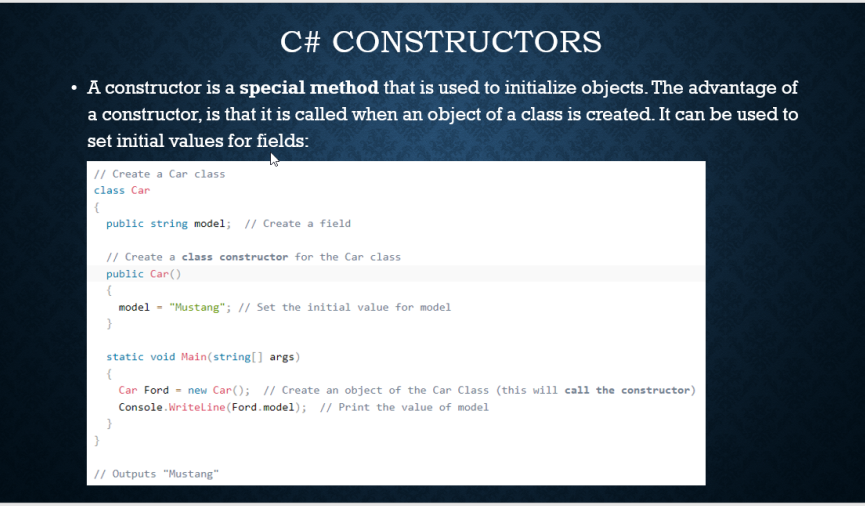 C# CONSTRUCTORS
• A constructor is a special method that is used to initialize objects. The advantage of
a constructor, is that it is called when an object of a class is created. It can be used to
set initial values for fields:
// Create a Car class
class Car
{
  public string model;  // Create a field

  // Create a class constructor for the Car class
  public Car()
  {
    model = "Mustang"; // Set the initial value for model
  }

  static void Main(string[] args)
  {
    Car Ford = new Car();  // Create an object of the Car Class (this will call the constructor)
    Console.WriteLine(Ford.model);  // Print the value of model
  }
}

// Outputs "Mustang"